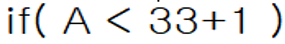 if( A < 33+1 )